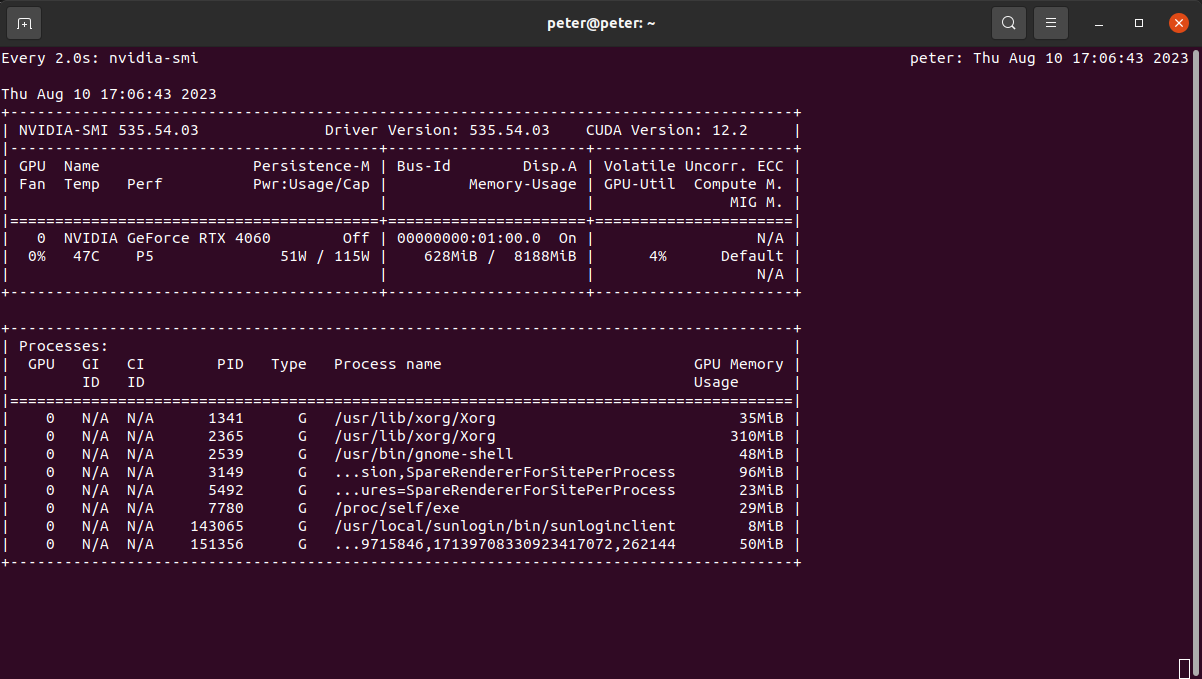 peter@peter: ~
Every 2.0s: nvidia-smi                                                                               peter: Thu Aug 10 17:06:43 2023
Thu Aug 10 17:06:43 2023
+---------------------------------------------------------------------------------------+
| NVIDIA-SMI 535.54.03              Driver Version: 535.54.03    CUDA Version: 12.2     |
|-----------------------------------------+----------------------+----------------------+
| GPU  Name                 Persistence-M | Bus-Id        Disp.A | Volatile Uncorr. ECC |
| Fan  Temp   Perf          Pwr:Usage/Cap |         Memory-Usage | GPU-Util  Compute M. |
|                                         |                      |               MIG M. |
|=========================================+======================+======================|
|   0  NVIDIA GeForce RTX 4060        Off | 00000000:01:00.0  On |                  N/A |
|  0%   47C    P5              51W / 115W |    628MiB /  8188MiB |      4%      Default |
|                                         |                      |                  N/A |
+-----------------------------------------+----------------------+----------------------+
+---------------------------------------------------------------------------------------+
| Processes:                                                                            |
|  GPU   GI   CI        PID   Type   Process name                            GPU Memory |
|        ID   ID                                                             Usage      |
|=======================================================================================|
|    0   N/A  N/A      1341      G   /usr/lib/xorg/Xorg                           35MiB |
|    0   N/A  N/A      2365      G   /usr/lib/xorg/Xorg                          310MiB |
|    0   N/A  N/A      2539      G   /usr/bin/gnome-shell                         48MiB |
|    0   N/A  N/A      3149      G   ...sion,SpareRendererForSitePerProcess       96MiB |
|    0   N/A  N/A      5492      G   ...ures=SpareRendererForSitePerProcess       23MiB |
|    0   N/A  N/A      7780      G   /proc/self/exe                               29MiB |
|    0   N/A  N/A    143065      G   /usr/local/sunlogin/bin/sunloginclient        8MiB |
|    0   N/A  N/A    151356      G   ...9715846,17139708330923417072,262144       50MiB |
+---------------------------------------------------------------------------------------+